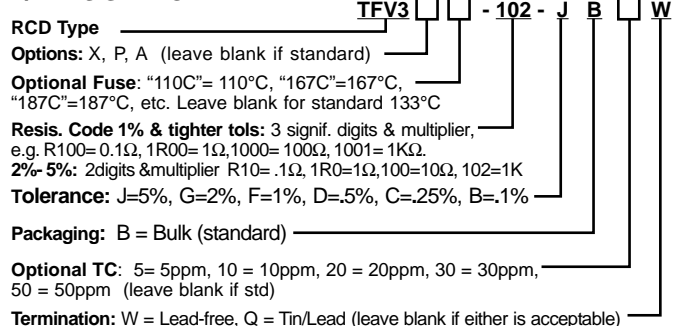 TFV3 - 102 - J B W
RCD Type
Options: X, P, A (leave blank if standard)
Optional Fuse: “110C”= 110°C, “167C”=167°C,
“187C”=187°C, etc. Leave blank for standard 133°C
Resis. Code 1% & tighter tols: 3 signif. digits & multiplier,
e.g. R100= 0.1Ω, 1R00= 1Ω,1000= 100Ω, 1001= 1KΩ.
2%- 5%: 2digits &multiplier R10= .1Ω, 1R0=1Ω,100=10Ω, 102=1K
Tolerance: J=5%, G=2%, F=1%, D=.5%, C=.25%, B=.1%
Packaging: B = Bulk (standard)
Optional TC: 5= 5ppm, 10 = 10ppm, 20 = 20ppm, 30 = 30ppm,
50 = 50ppm (leave blank if std)
Termination: W = Lead-free, Q = Tin/Lead (leave blank if either is acceptable)